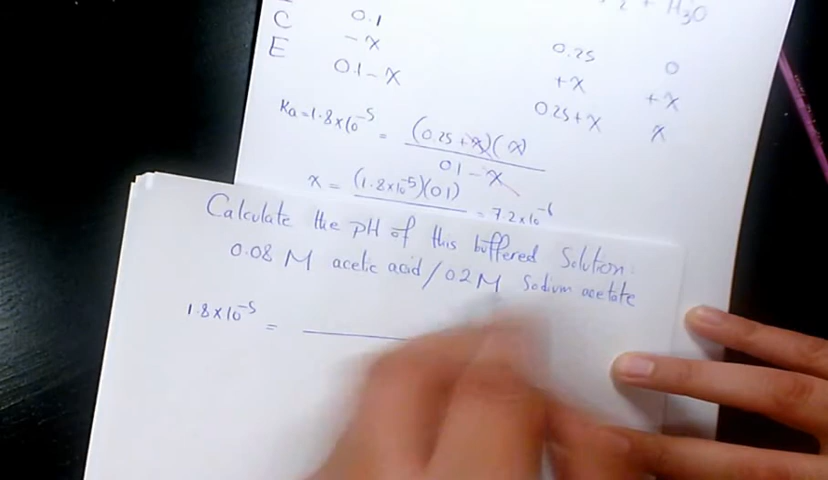 2 + H3O
C 0.1 0.25 0
E -x +x +x
0.1-x 0.25+x x
Ka=1.8x10^-5 = (0.25+x)(x)
0.1-x
x = (1.8x10^-5)(0.1) = 7.2x10^-6
Calculate the pH of this buffered Solution:
0.08 M acetic acid/0.2M Sodium acetate
1.8x10^-5 =